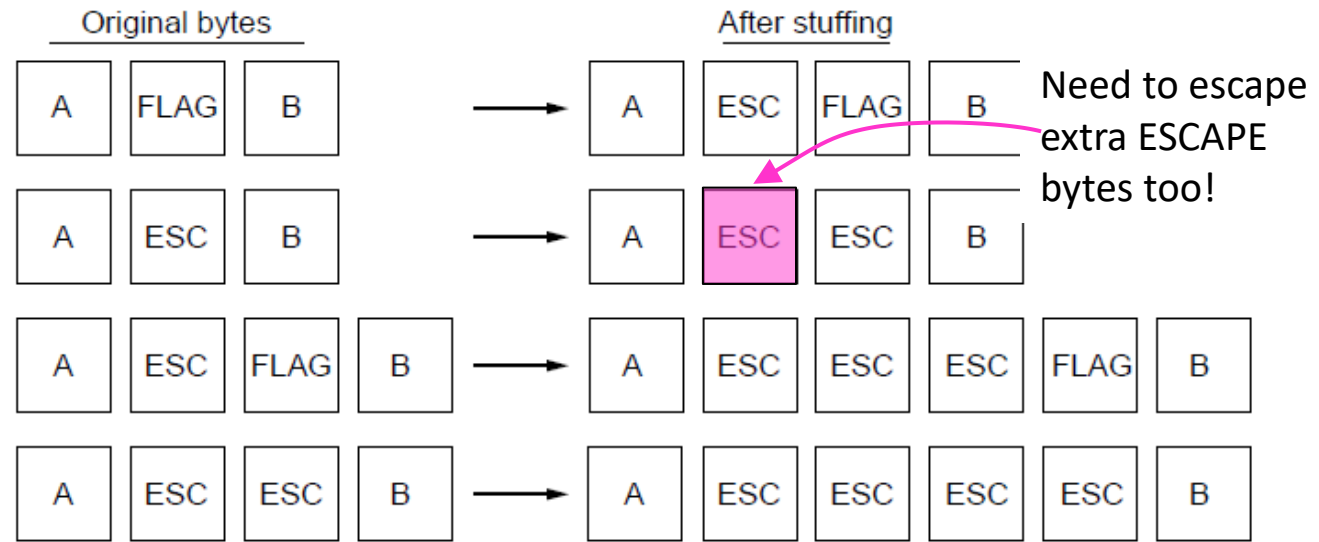 Original bytes After stuffing
A FLAG B A ESC FLAG B
Need to escape
extra ESCAPE
bytes too!
A ESC B A ESC ESC B
A ESC FLAG B A ESC ESC ESC FLAG B
A ESC ESC B A ESC ESC ESC ESC B